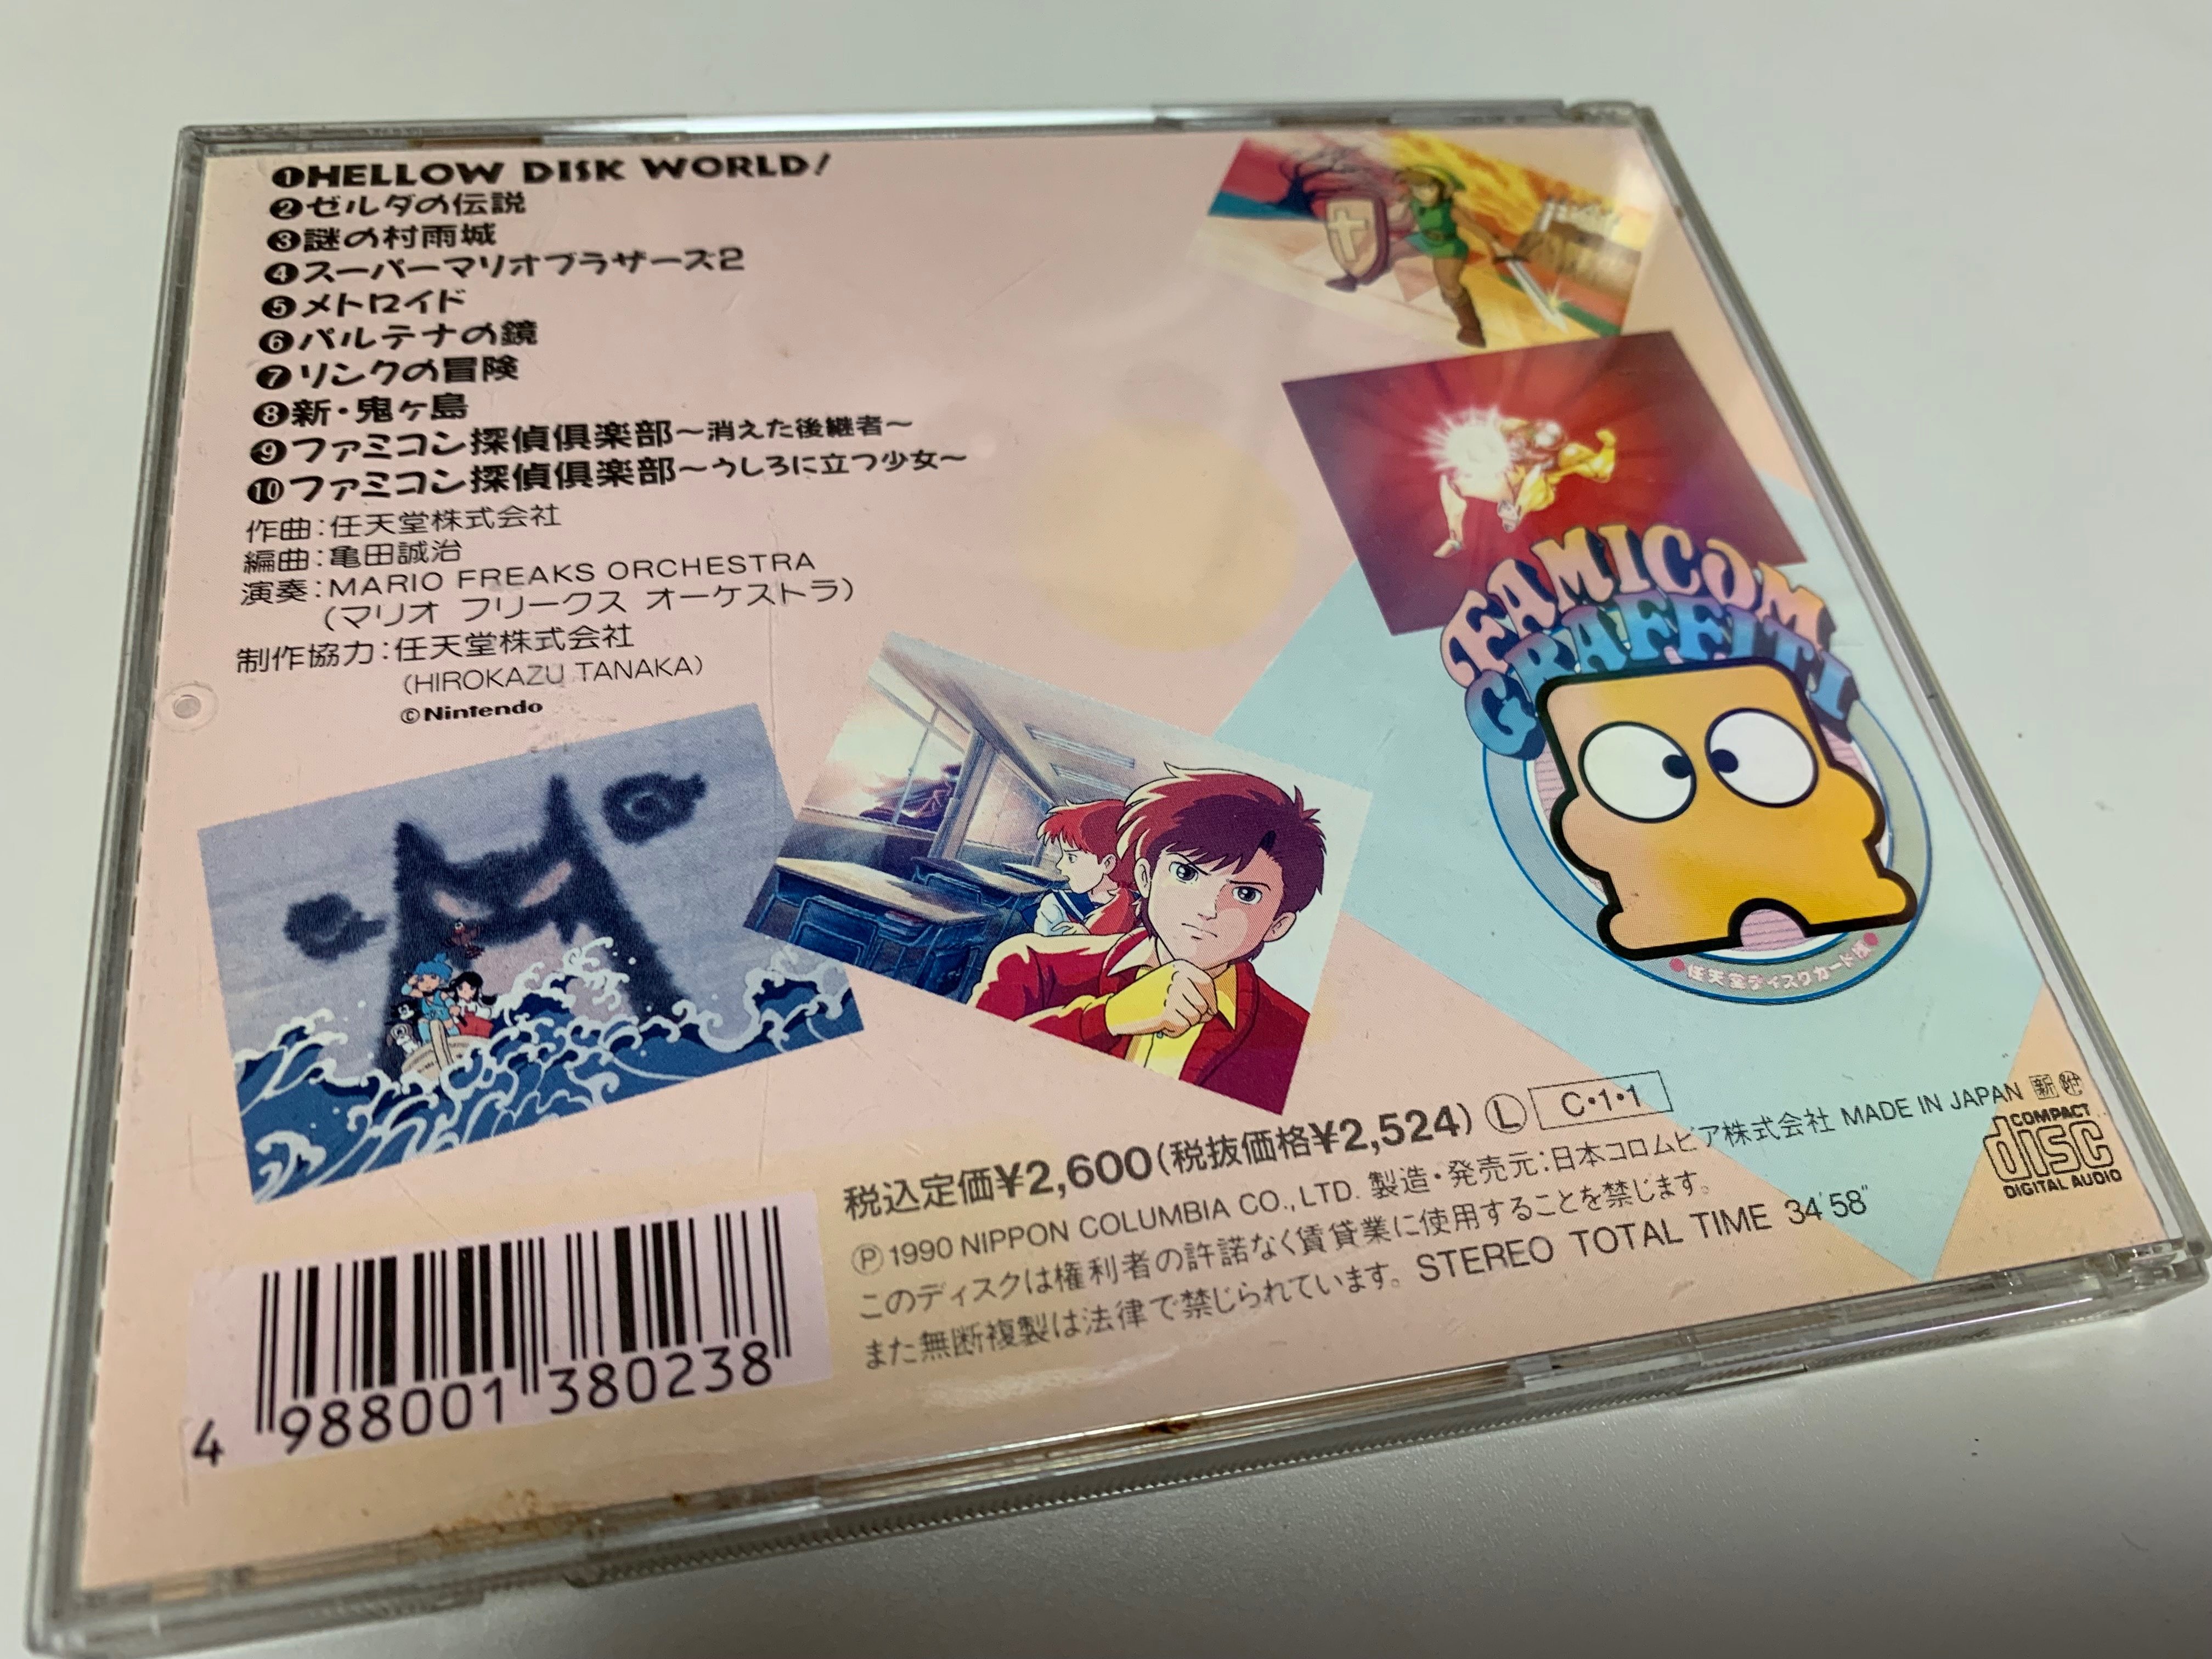 ❶HELLOW DISK WORLD!
❷ゼルダの伝説
❸謎の村雨城
❹スーパーマリオブラザーズ2
❺メトロイド
❻パルテナの鏡
❼リンクの冒険
❽新・鬼ヶ島
❾ファミコン探偵倶楽部〜消えた後継者〜
❿ファミコン探偵倶楽部〜うしろに立つ少女〜
作曲:任天堂株式会社
編曲:亀田誠治
演奏:MARIO FREAKS ORCHESTRA
(マリオ フリークス オーケストラ)
制作協力:任天堂株式会社
(HIROKAZU TANAKA)
©Nintendo
FAMICOM
GRAFFITI
●任天堂ディスクカード編●
税込定価¥2,600(税抜価格¥2,524) Ⓛ C・1・1
Ⓟ1990 NIPPON COLUMBIA CO.,LTD. 製造・発売元:日本コロムビア株式会社 MADE IN JAPAN 新 附
このディスクは権利者の許諾なく賃貸業に使用することを禁じます。
また無断複製は法律で禁じられています。 STEREO TOTAL TIME 34'58"
COMPACT
disc
DIGITAL AUDIO
4 988001 380238